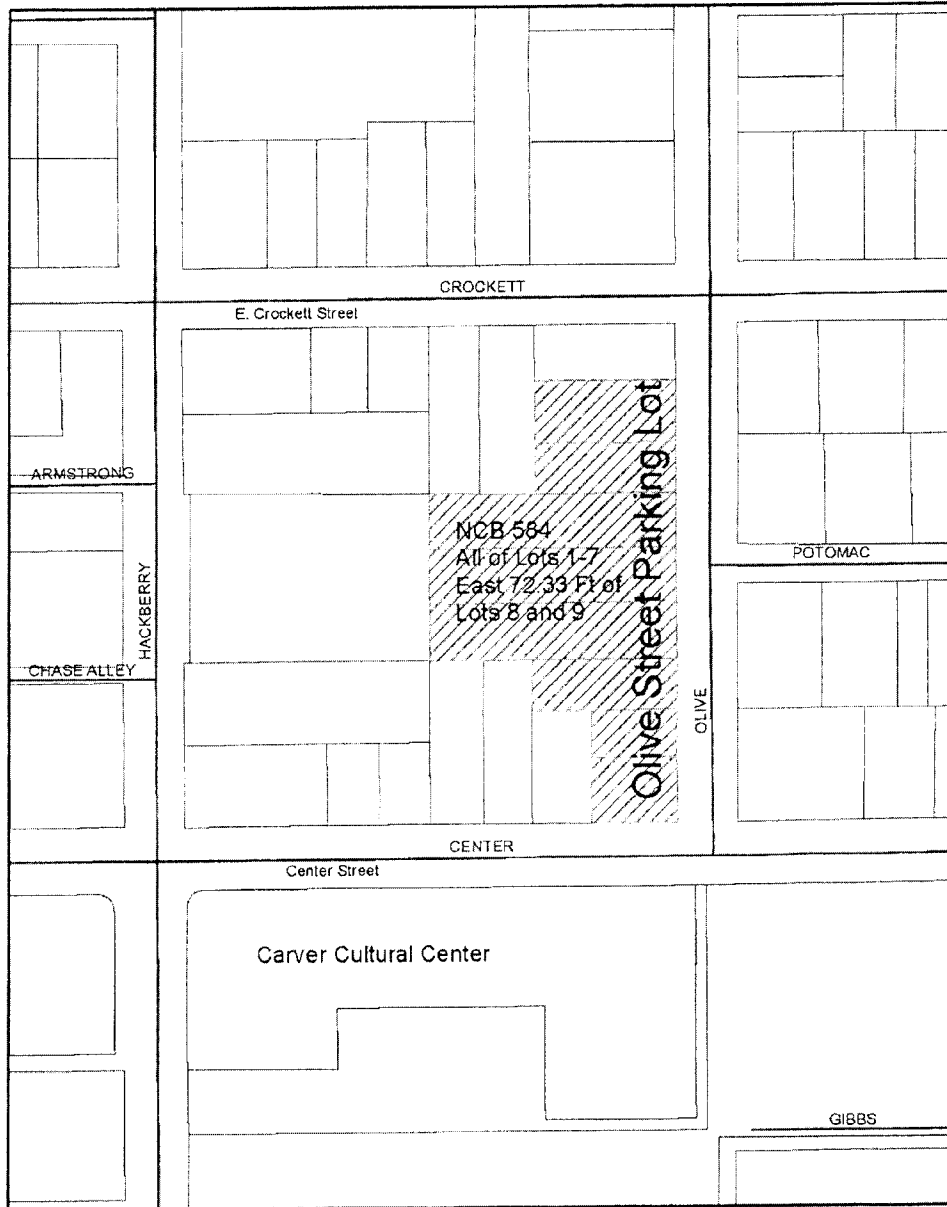 CROCKETT
E. Crockett Street
ARMSTRONG
HACKBERRY
CHASE ALLEY
NCB 584
All of Lots 1-7
East 72.33 Ft of
Lots 8 and 9
Olive Street Parking Lot
OLIVE
POTOMAC
CENTER
Center Street
Carver Cultural Center
GIBBS